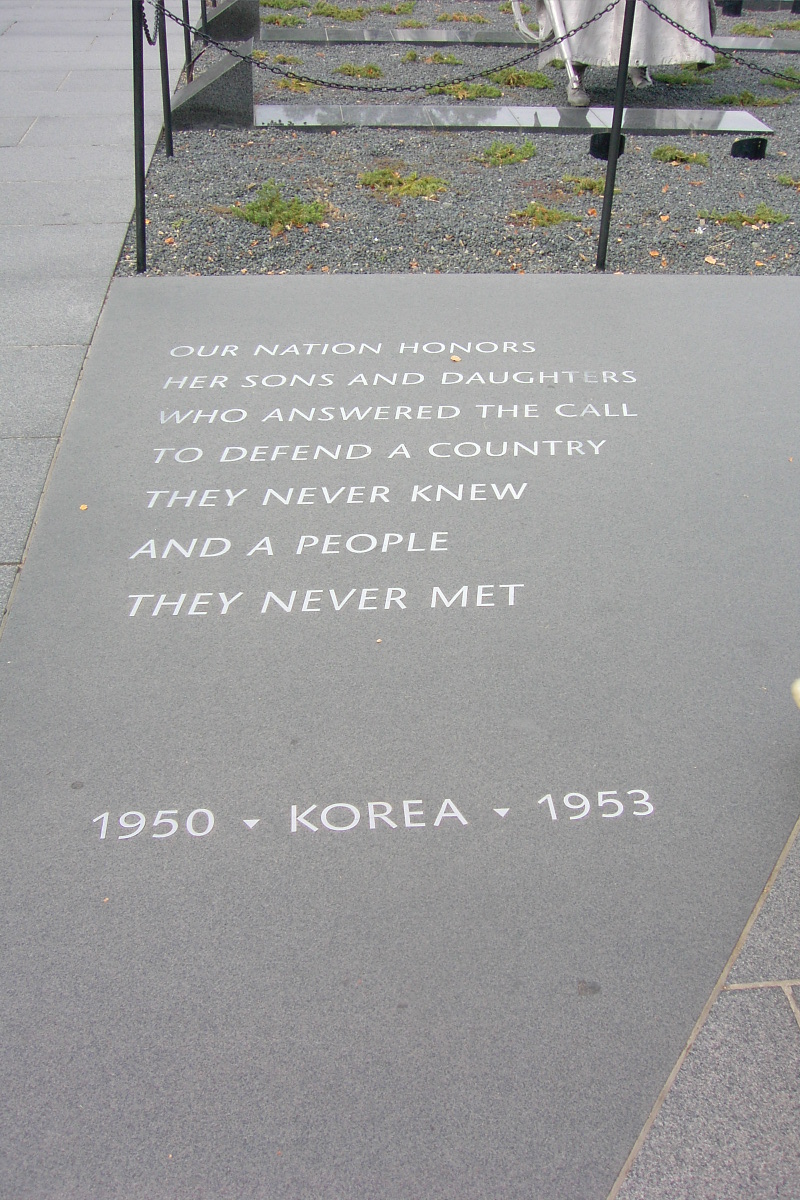 OUR NATION HONORS
HER SONS AND DAUGHTERS
WHO ANSWERED THE CALL
TO DEFEND A COUNTRY
THEY NEVER KNEW
AND A PEOPLE
THEY NEVER MET
1950 ▾ KOREA ▾ 1953